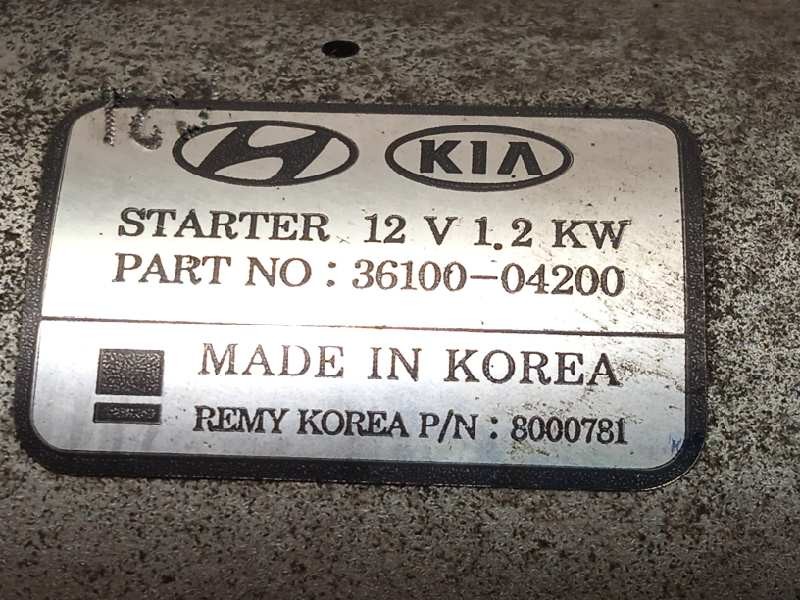 KIA
STARTER 12 V 1.2 KW
PART NO : 36100-04200
MADE IN KOREA
REMY KOREA P/N : 8000781